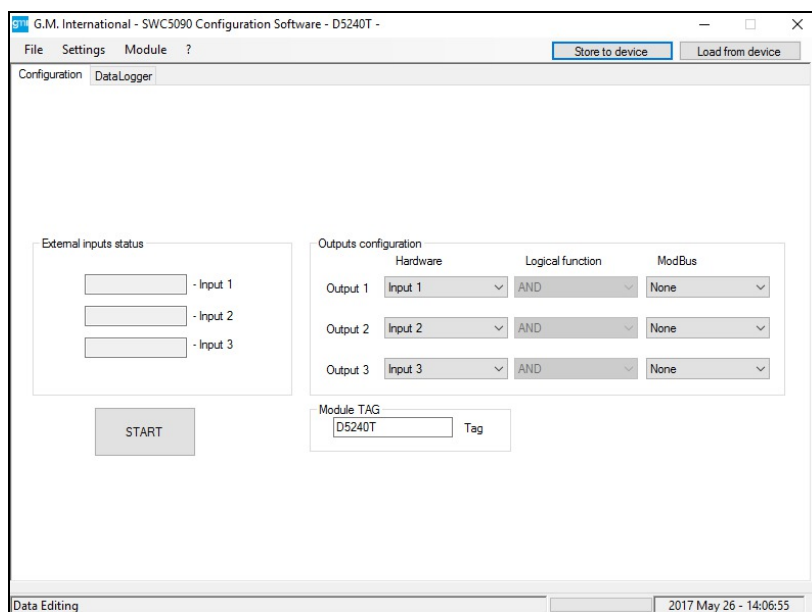 gmi G.M. International - SWC5090 Configuration Software - D5240T -
File Settings Module ? Store to device Load from device
Configuration DataLogger
External inputs status
- Input 1
- Input 2
- Input 3
START
Outputs configuration
Hardware Logical function ModBus
Output 1 Input 1 AND None
Output 2 Input 2 AND None
Output 3 Input 3 AND None
Module TAG
D5240T Tag
Data Editing 2017 May 26 - 14:06:55